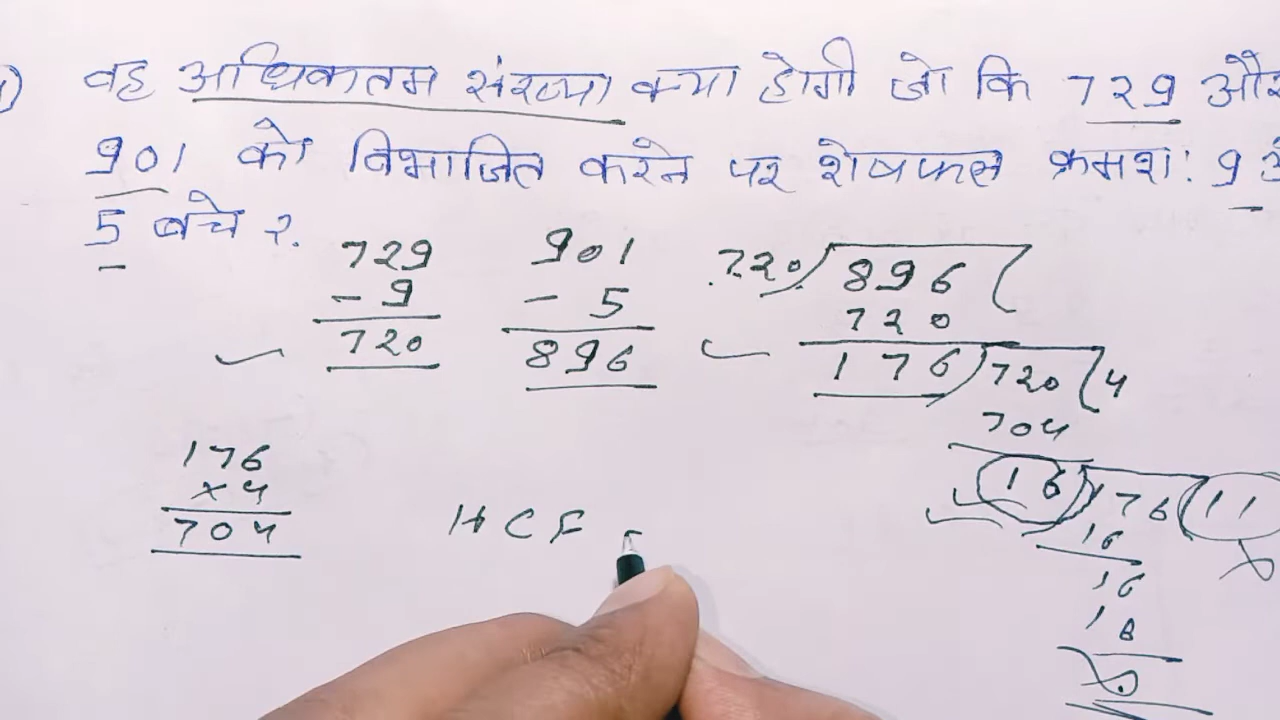 वह अधिकतम संख्या क्या होगी जो कि 729 और
901 को विभाजित करने पर शेषफल क्रमश: 9
5 बचे ?.
729
- 9
720
901
- 5
896
720) 896 (
720
176) 720 ( 4
704
16) 176 ( 11
16
16
16
0
176
× 4
704
HCF